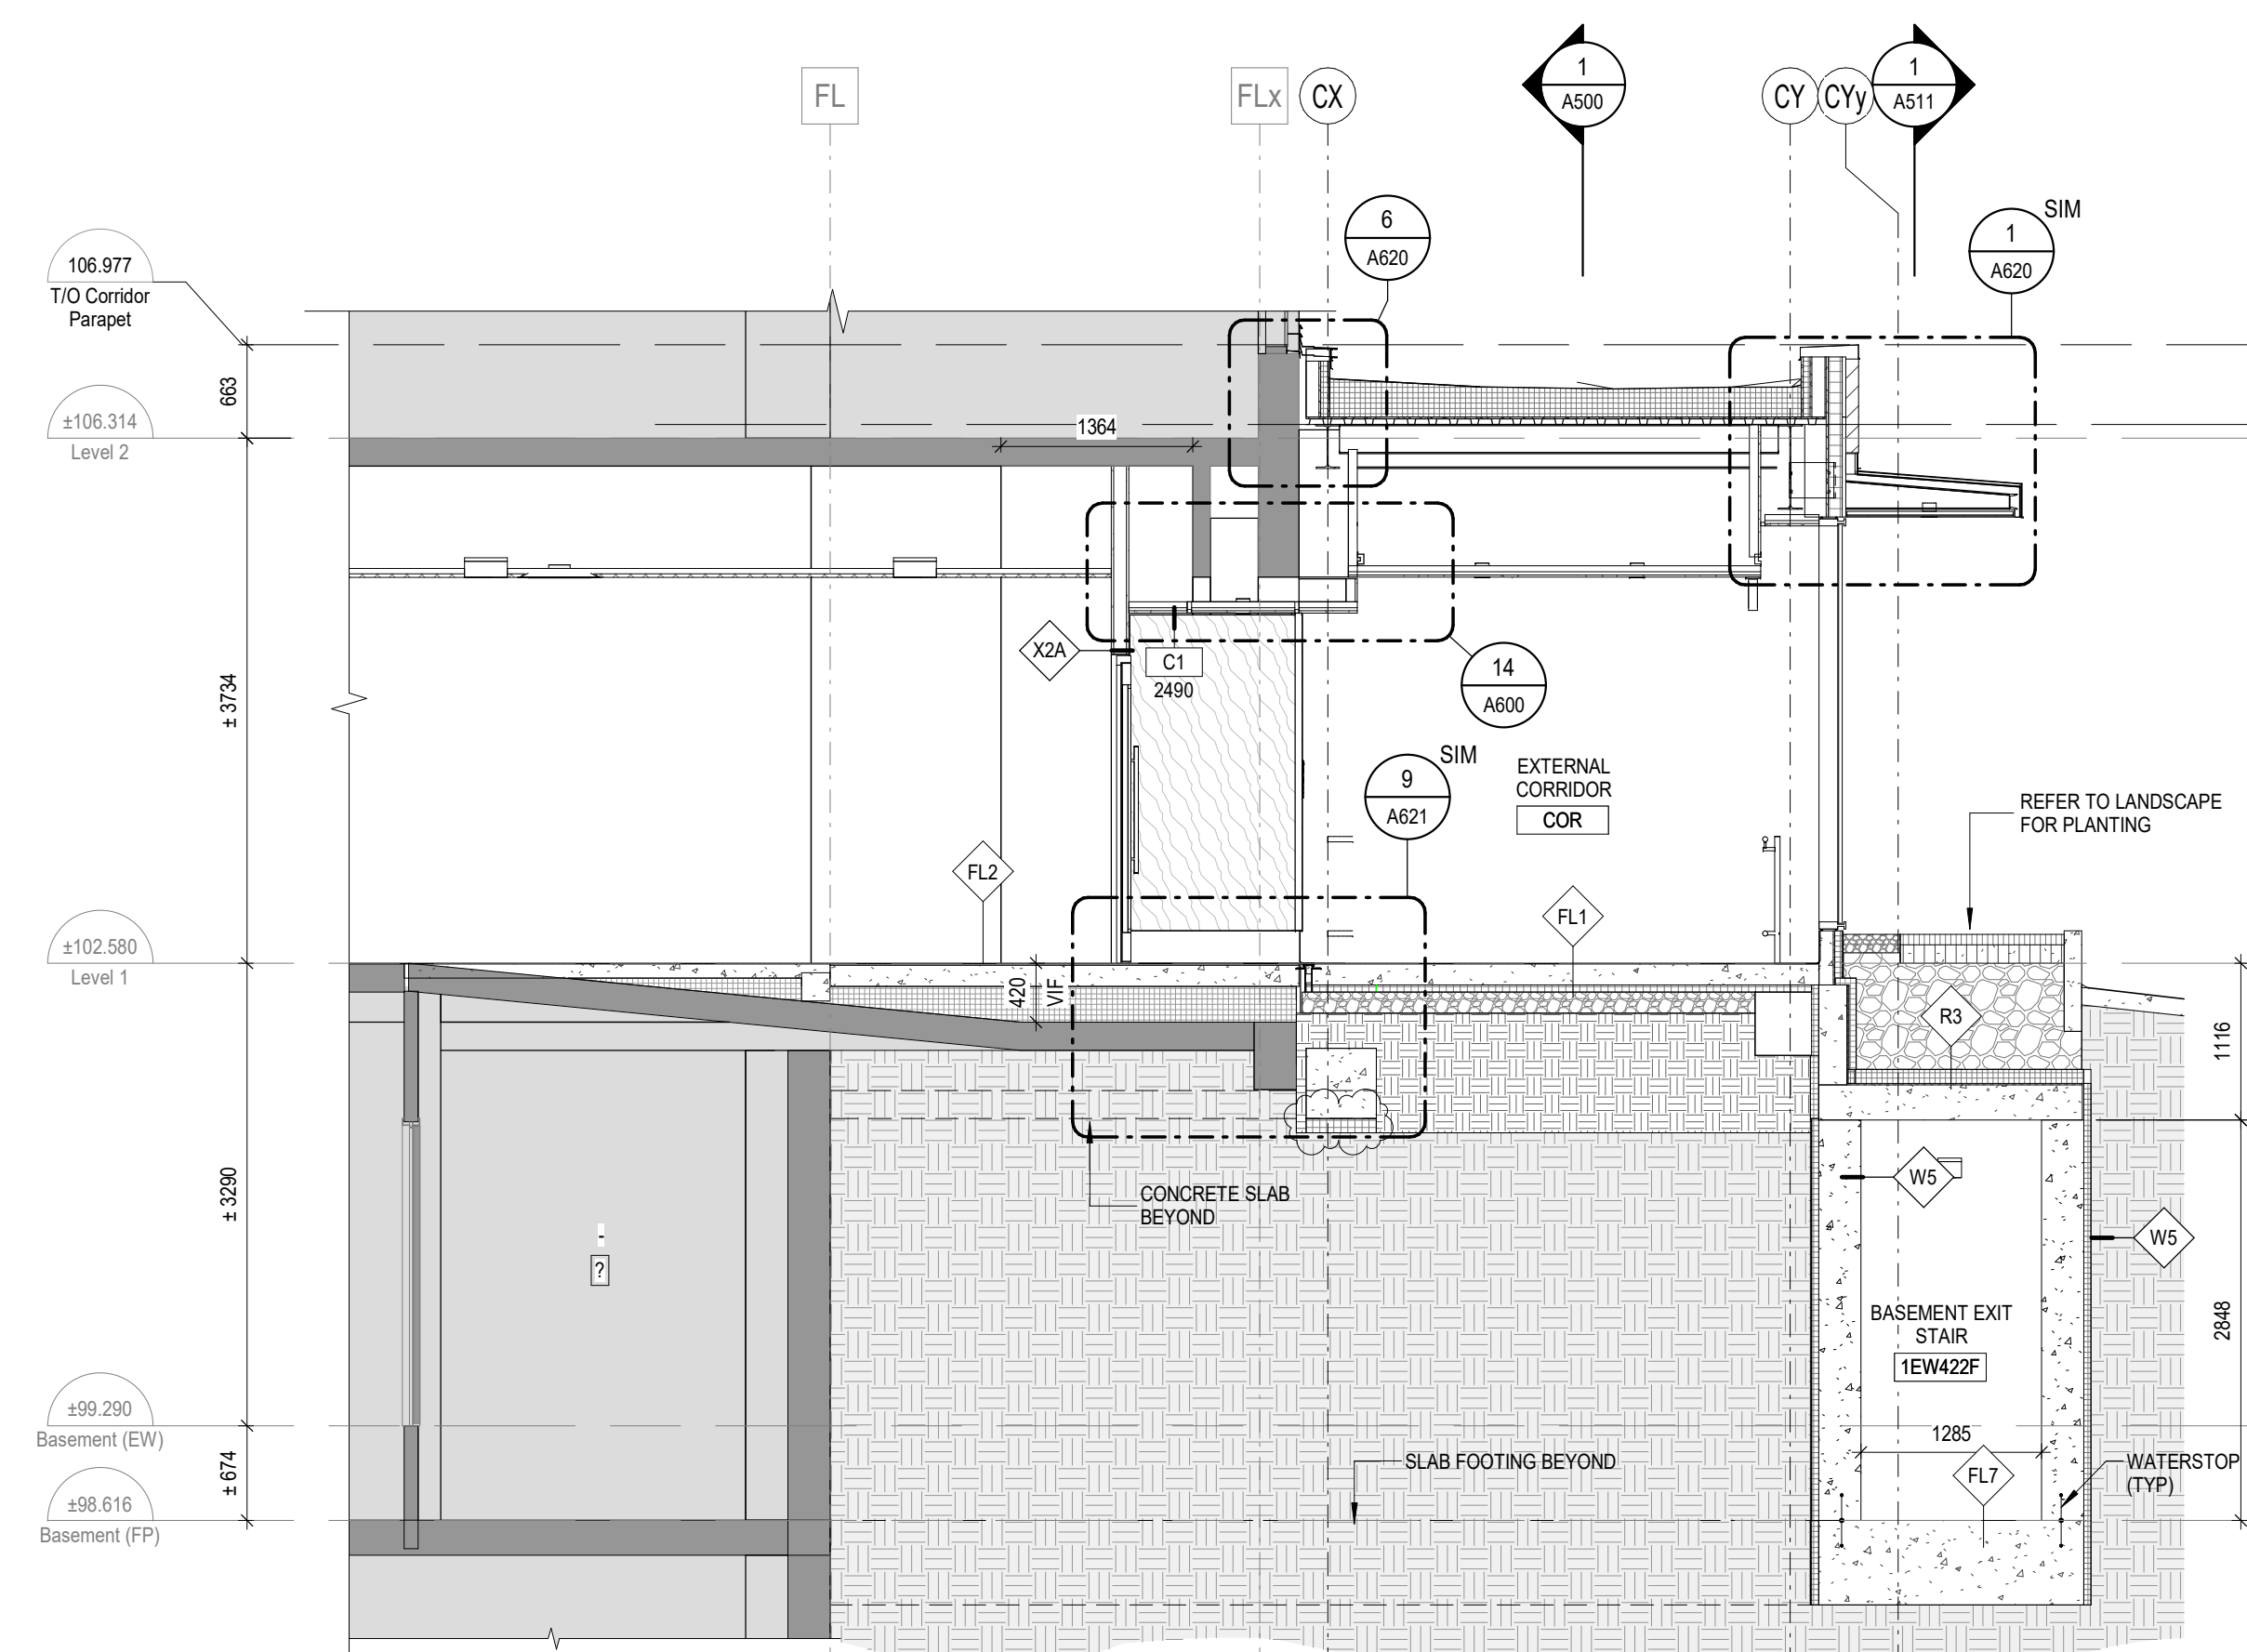 FL
FLx
CX
1
A500
CY
CYy
1
A511
6
A620
1
A620
SIM
106.977
T/O Corridor
Parapet
663
±106.314
Level 2
1364
± 3734
X2A
C1
2490
14
A600
9
A621
SIM
EXTERNAL
CORRIDOR
COR
REFER TO LANDSCAPE
FOR PLANTING
FL2
FL1
±102.580
Level 1
420
VIF
R3
1116
CONCRETE SLAB
BEYOND
W5
W5
± 3290
-
?
BASEMENT EXIT
STAIR
1EW422F
2848
±99.290
Basement (EW)
1285
± 674
SLAB FOOTING BEYOND
FL7
WATERSTOP
(TYP)
±98.616
Basement (FP)